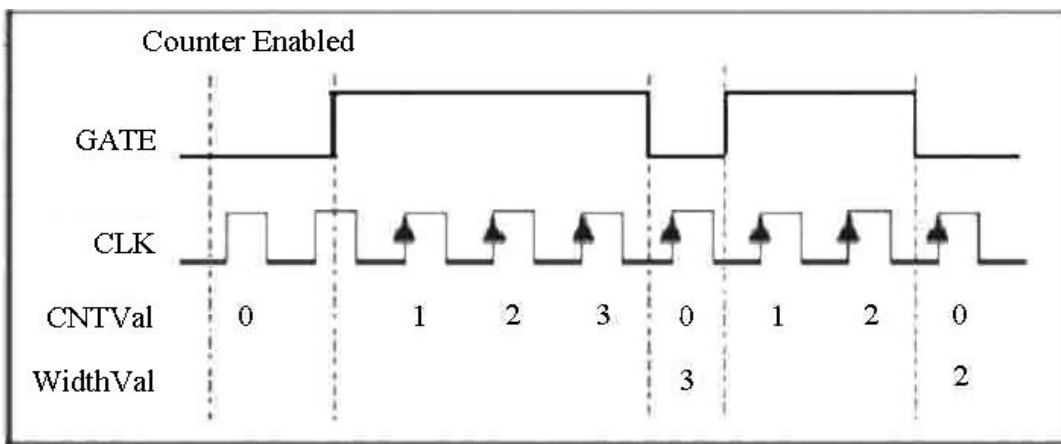 Counter Enabled
GATE
CLK
CNTVal 0 1 2 3 0 1 2 0
WidthVal 3 2